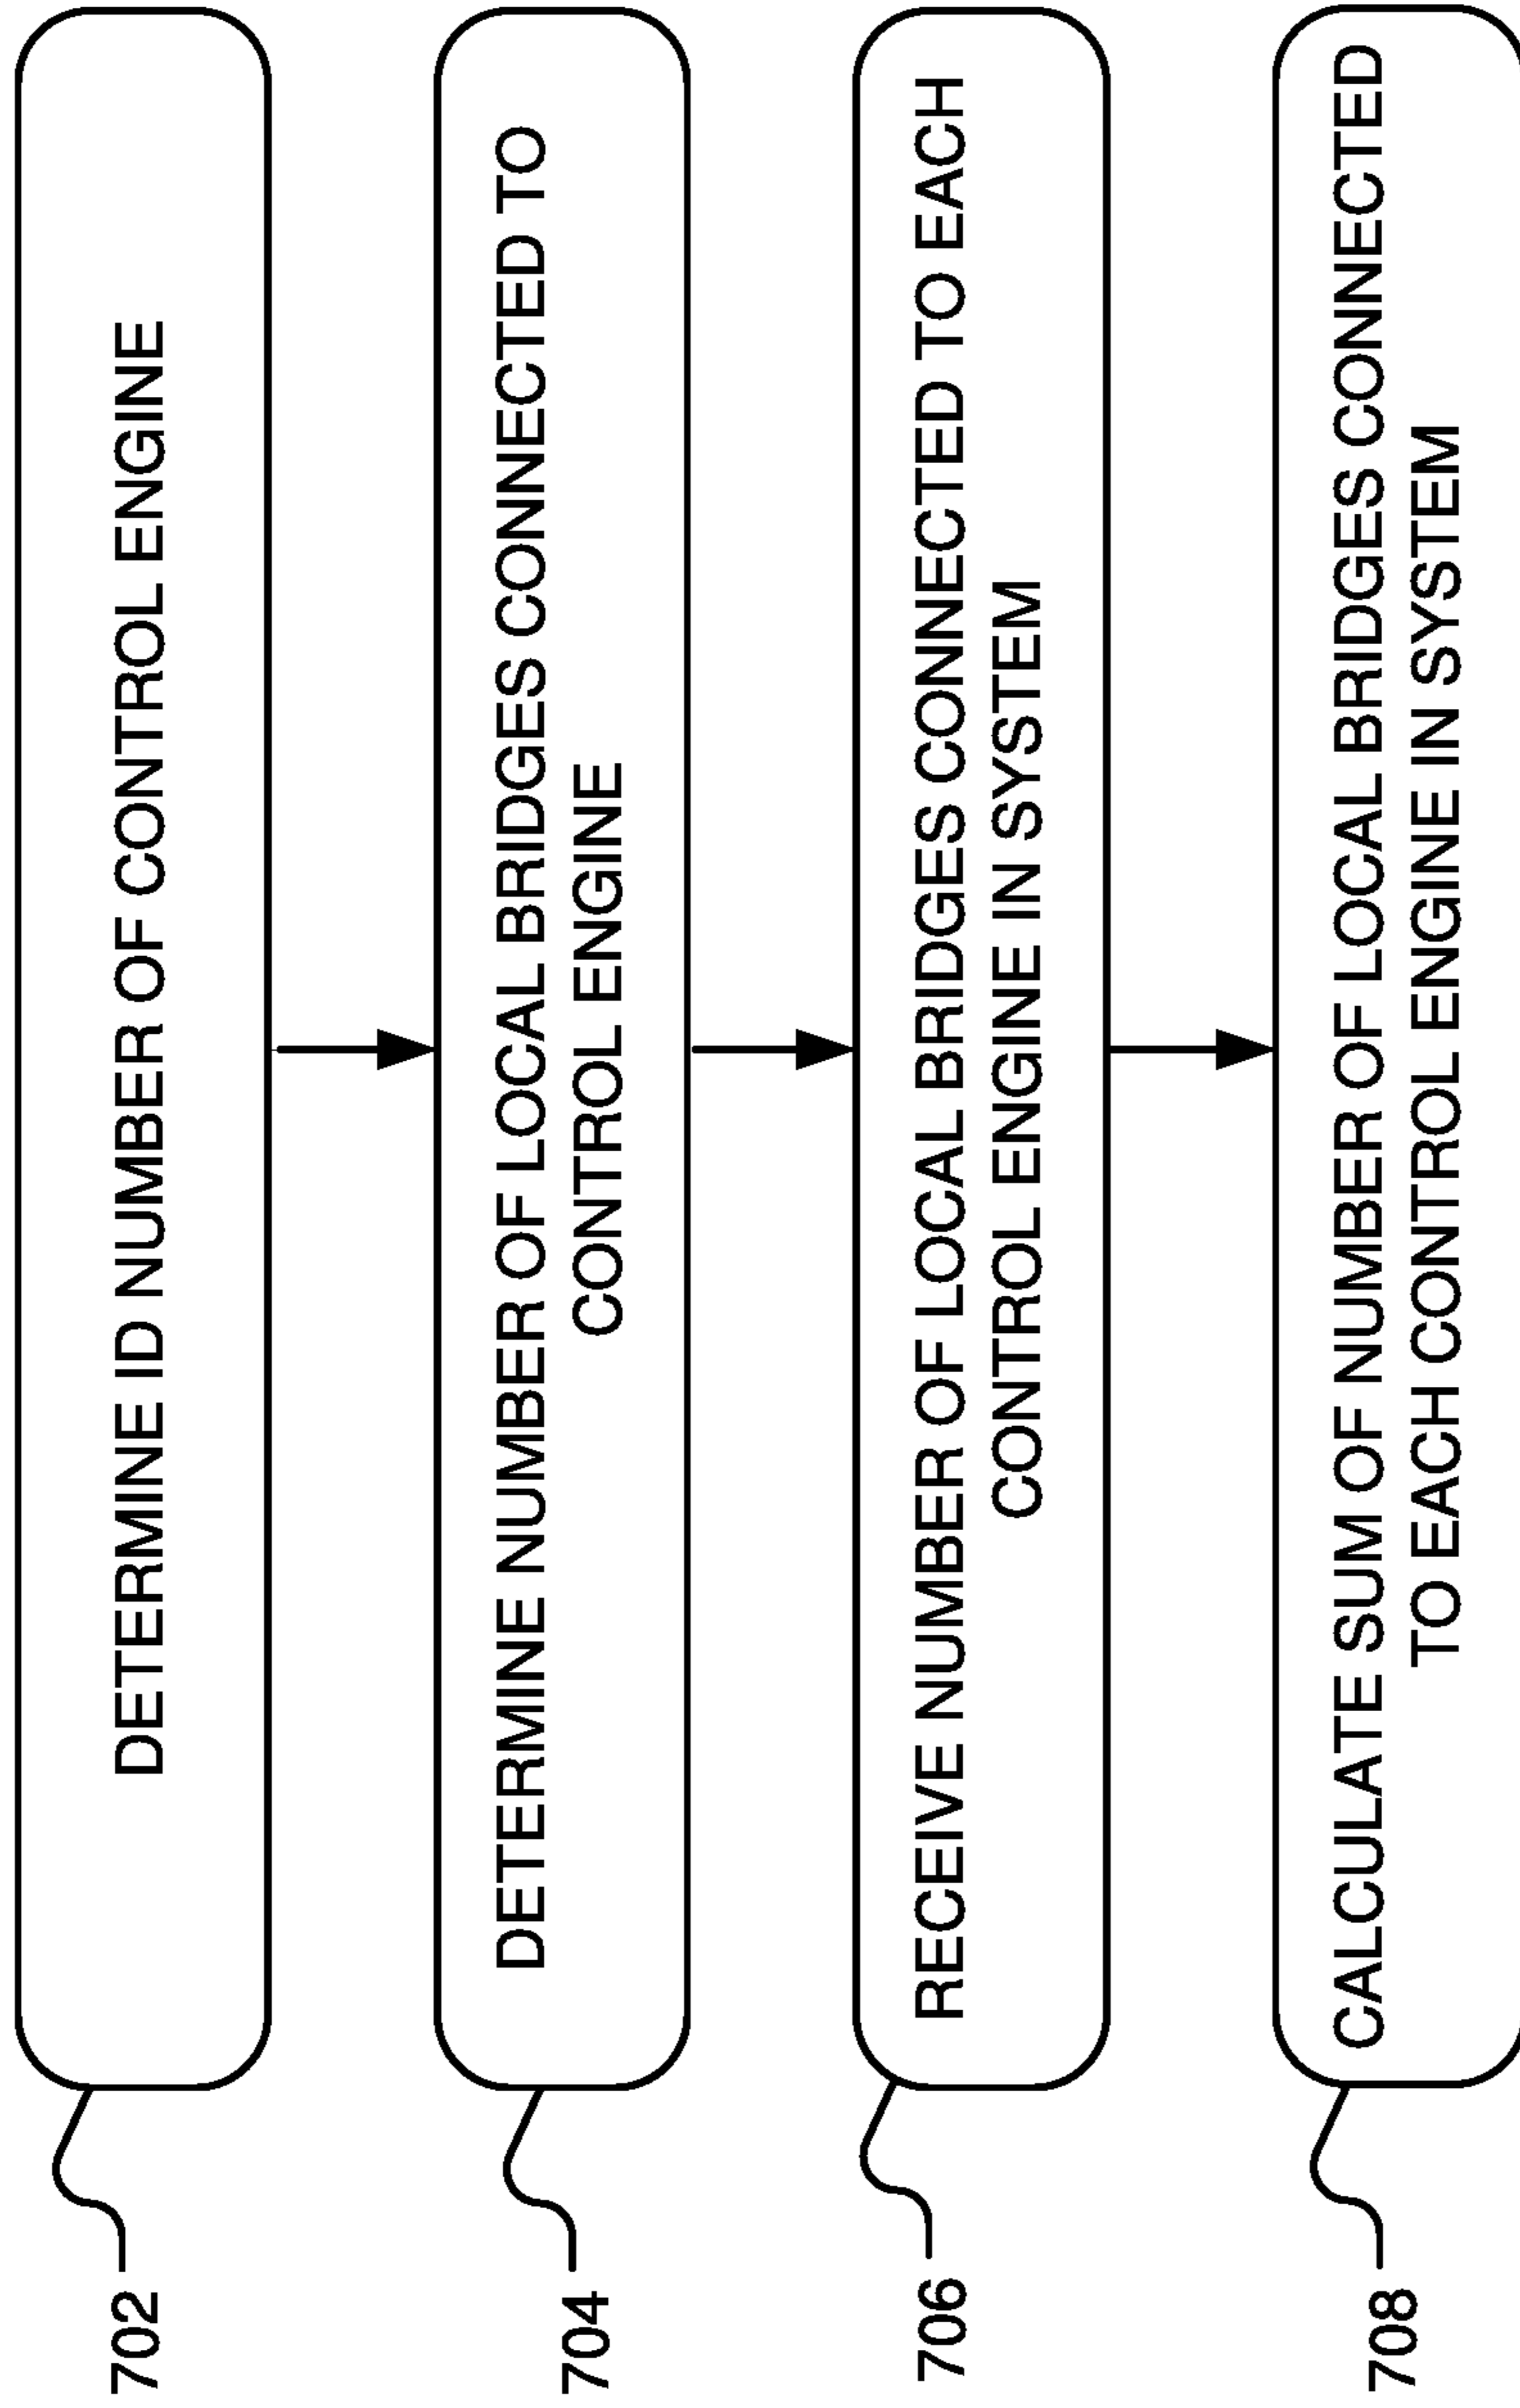 702
DETERMINE ID NUMBER OF CONTROL ENGINE
704
DETERMINE NUMBER OF LOCAL BRIDGES CONNECTED TO
CONTROL ENGINE
706
RECEIVE NUMBER OF LOCAL BRIDGES CONNECTED TO EACH
CONTROL ENGINE IN SYSTEM
708
CALCULATE SUM OF NUMBER OF LOCAL BRIDGES CONNECTED
TO EACH CONTROL ENGINE IN SYSTEM